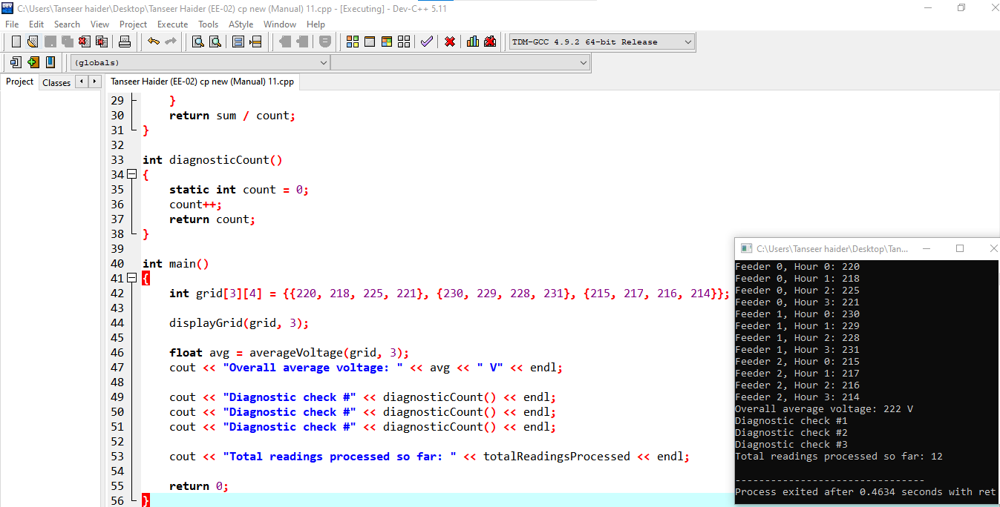 C:\Users\Tanseer haider\Desktop\Tanseer Haider (EE-02) cp new (Manual) 11.cpp - [Executing] - Dev-C++ 5.11
File Edit Search View Project Execute Tools AStyle Window Help
TDM-GCC 4.9.2 64-bit Release
(globals)
Project Classes Tanseer Haider (EE-02) cp new (Manual) 11.cpp
29 }
30 return sum / count;
31 }
32
33 int diagnosticCount()
34 {
35 static int count = 0;
36 count++;
37 return count;
38 }
39
40 int main()
41 {
42 int grid[3][4] = {{220, 218, 225, 221}, {230, 229, 228, 231}, {215, 217, 216, 214}};
43
44 displayGrid(grid, 3);
45
46 float avg = averageVoltage(grid, 3);
47 cout << "Overall average voltage: " << avg << " V" << endl;
48
49 cout << "Diagnostic check #" << diagnosticCount() << endl;
50 cout << "Diagnostic check #" << diagnosticCount() << endl;
51 cout << "Diagnostic check #" << diagnosticCount() << endl;
52
53 cout << "Total readings processed so far: " << totalReadingsProcessed << endl;
54
55 return 0;
56 }
C:\Users\Tanseer haider\Desktop\Tan...
Feeder 0, Hour 0: 220
Feeder 0, Hour 1: 218
Feeder 0, Hour 2: 225
Feeder 0, Hour 3: 221
Feeder 1, Hour 0: 230
Feeder 1, Hour 1: 229
Feeder 1, Hour 2: 228
Feeder 1, Hour 3: 231
Feeder 2, Hour 0: 215
Feeder 2, Hour 1: 217
Feeder 2, Hour 2: 216
Feeder 2, Hour 3: 214
Overall average voltage: 222 V
Diagnostic check #1
Diagnostic check #2
Diagnostic check #3
Total readings processed so far: 12
--------------------------------
Process exited after 0.4634 seconds with ret